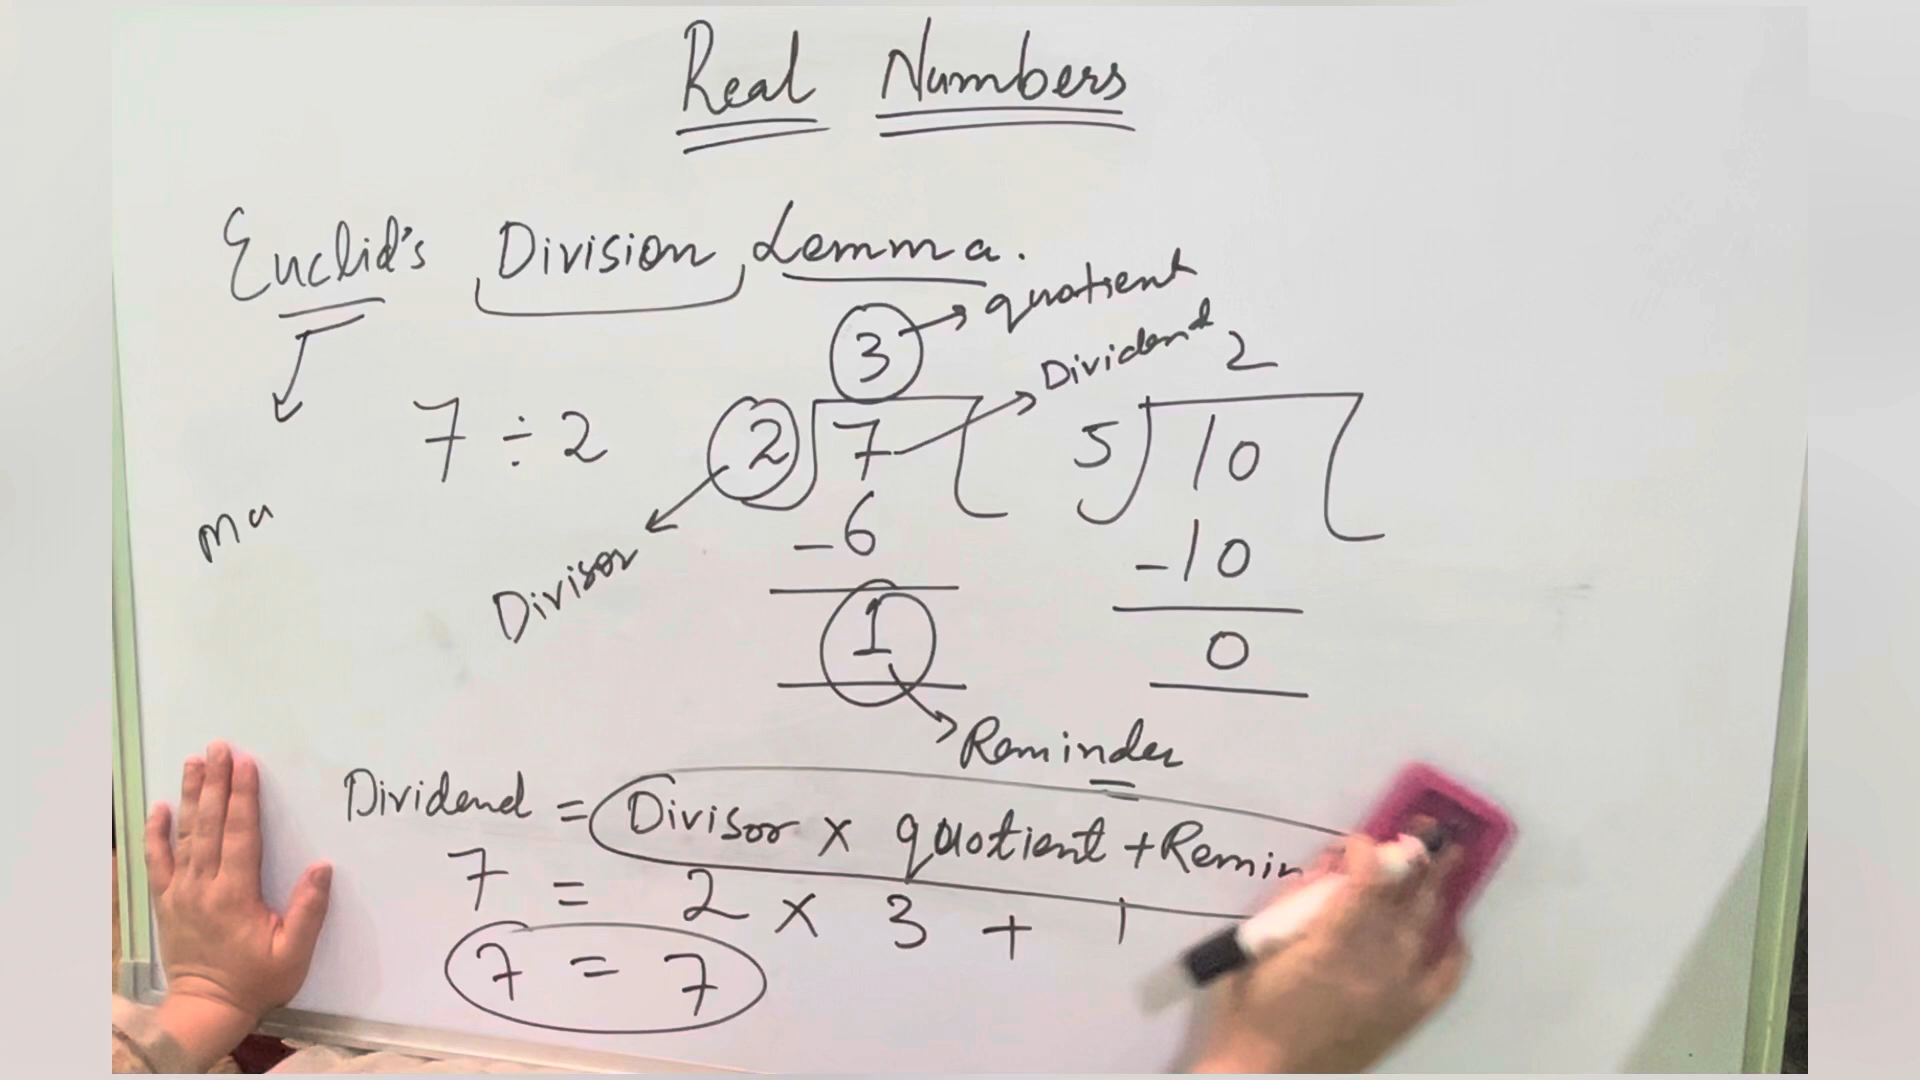 Real Numbers
Euclid's Division Lemma.
3 → quotient
Dividend
2
7 ÷ 2
2 7
5 10
ma
- 6
- 10
Divisor
1
0
Reminder
Dividend = Divisor x quotient + Remin
7 = 2 x 3 + 1
7 = 7